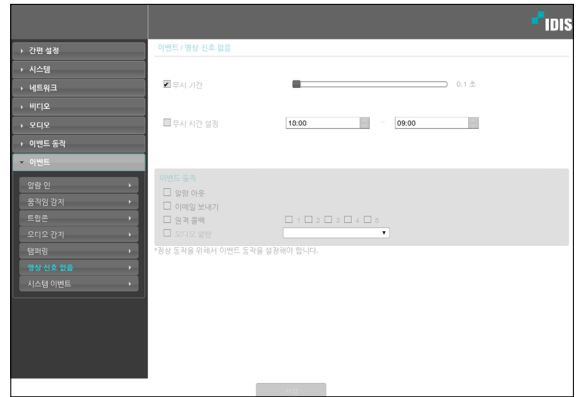 IDIS
간편 설정
시스템
네트워크
비디오
오디오
이벤트 동작
이벤트
알람 인
움직임 감지
트립존
오디오 감지
탬퍼링
영상 신호 없음
시스템 이벤트
이벤트 / 영상 신호 없음
무시 기간 0.1 초
무시 시간 설정 18:00 ~ 09:00
이벤트 동작
알람 아웃
이메일 보내기
원격 콜백 1 2 3 4 5
오디오 알람
*정상 동작을 위해서 이벤트 동작을 설정해야 합니다.